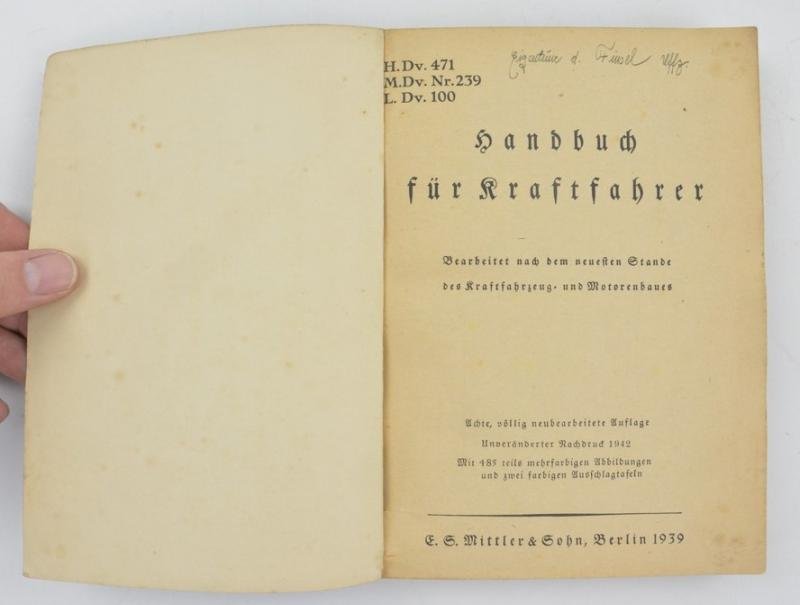 H.Dv. 471
M.Dv. Nr. 239
L. Dv. 100
d. Finsel Uffz.
Handbuch
für Kraftfahrer
Bearbeitet nach dem neuesten Stande
des Kraftfahrzeug- und Motorenbaues
Achte, völlig neubearbeitete Auflage
Unveränderter Nachdruck 1942
Mit 485 teils mehrfarbigen Abbildungen
und zwei farbigen Ausschlagtafeln
E. S. Mittler & Sohn, Berlin 1939